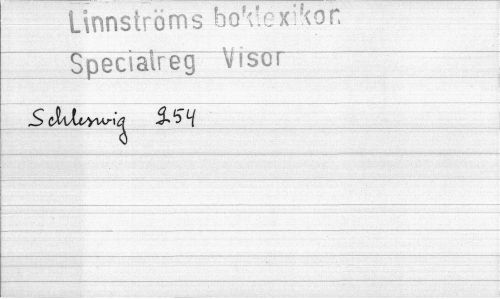 Linnströms boklexikon
Specialreg Visor
Schleswig 254